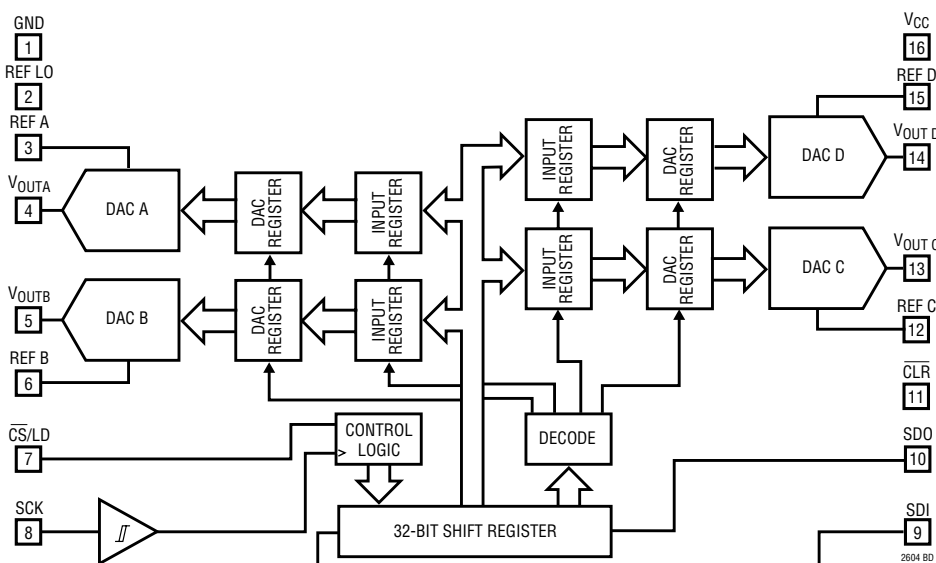 GND
1
REF LO
2
REF A
3
VOUTA
4
VOUTB
5
REF B
6
CS/LD
7
SCK
8
DAC A
DAC REGISTER
INPUT REGISTER
DAC B
DAC REGISTER
INPUT REGISTER
CONTROL LOGIC
>
32-BIT SHIFT REGISTER
DECODE
INPUT REGISTER
DAC REGISTER
DAC D
INPUT REGISTER
DAC REGISTER
DAC C
VCC
16
REF D
15
VOUT D
14
VOUT C
13
REF C
12
CLR
11
SDO
10
SDI
9
2604 BD